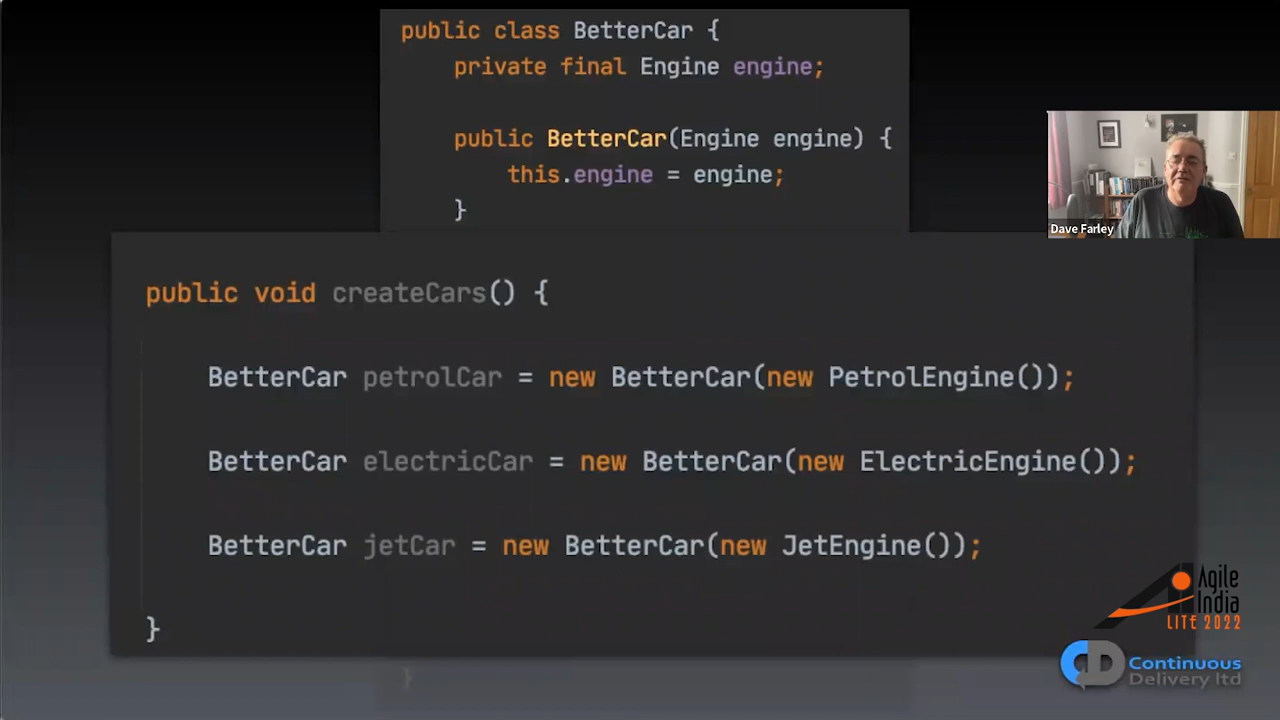 public class BetterCar {
private final Engine engine;
public BetterCar(Engine engine) {
this.engine = engine;
}
Dave Farley
public void createCars() {
BetterCar petrolCar = new BetterCar(new PetrolEngine());
BetterCar electricCar = new BetterCar(new ElectricEngine());
BetterCar jetCar = new BetterCar(new JetEngine());
}
}
Agile
India
LITE 2022
CD Continuous
Delivery ltd